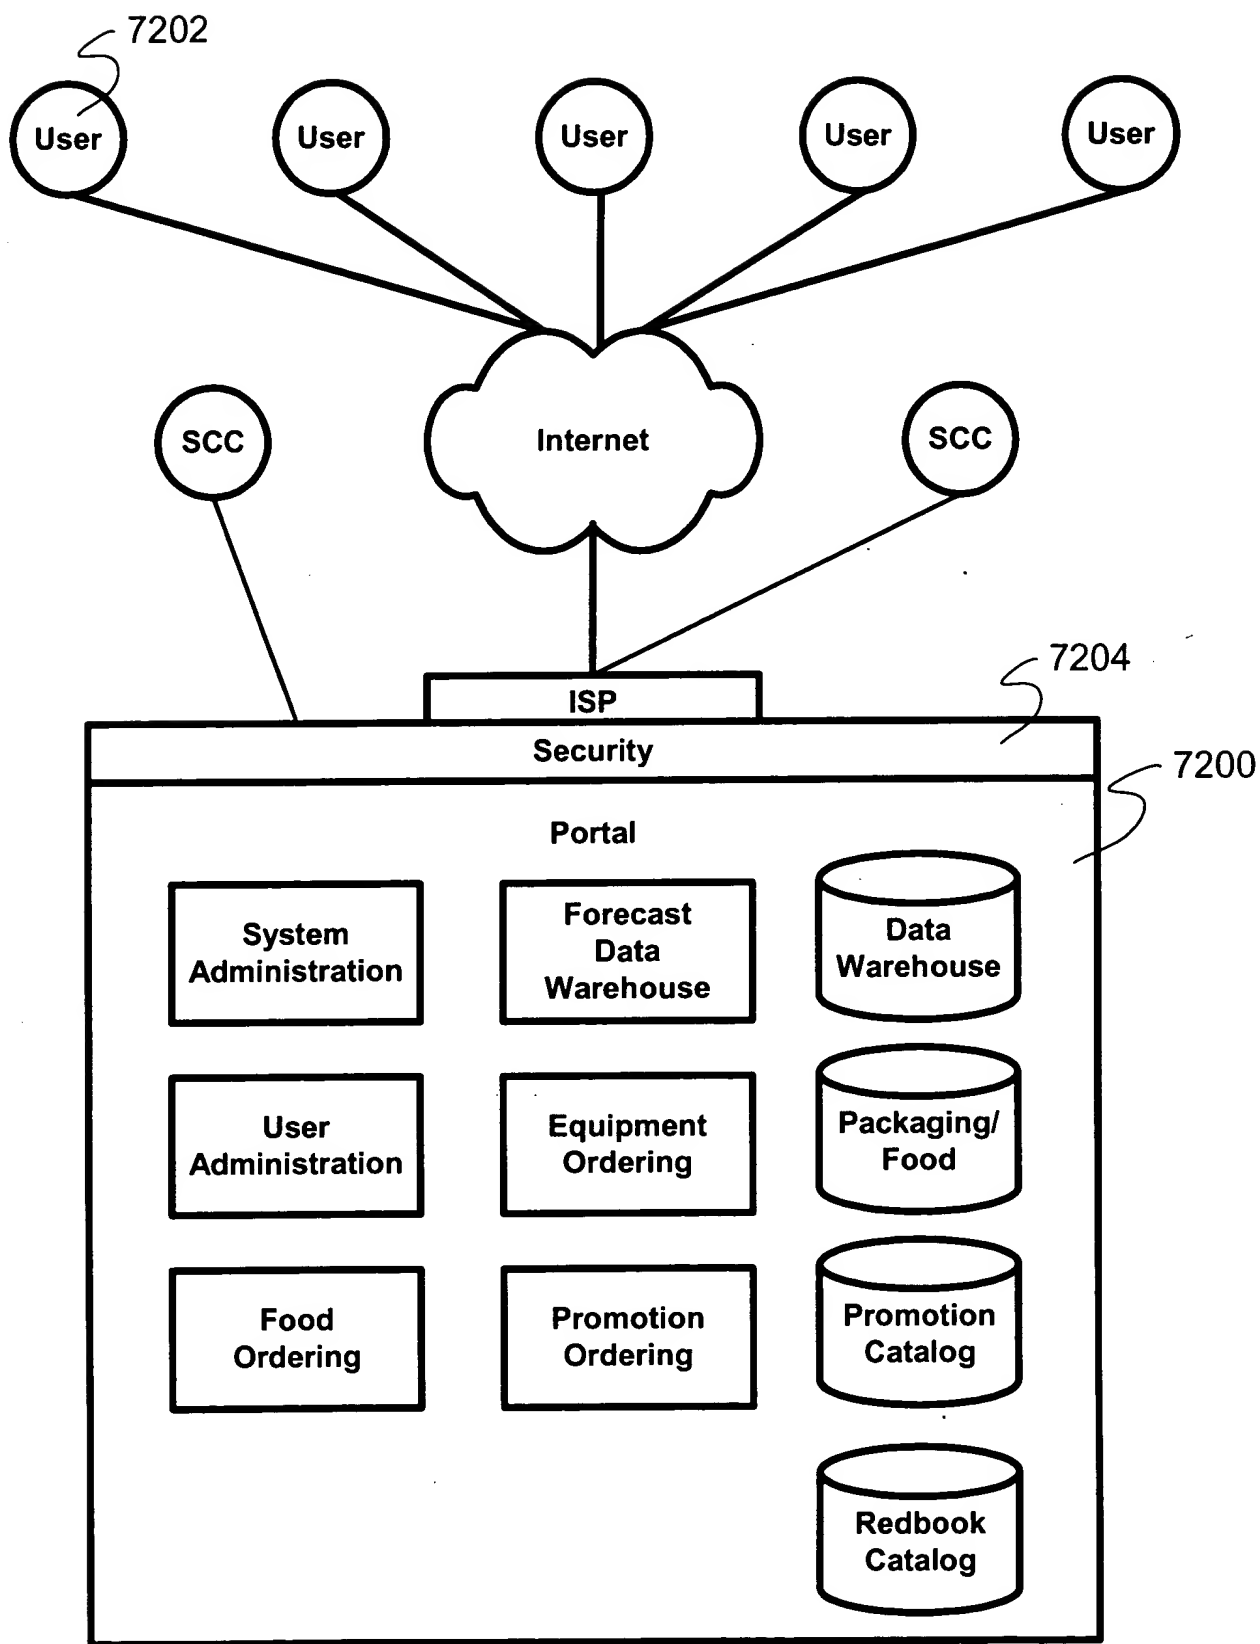 7202
User
User
User
User
User
SCC
Internet
SCC
7204
ISP
Security
7200
Portal
System
Administration
Forecast
Data
Warehouse
Data
Warehouse
User
Administration
Equipment
Ordering
Packaging/
Food
Food
Ordering
Promotion
Ordering
Promotion
Catalog
Redbook
Catalog